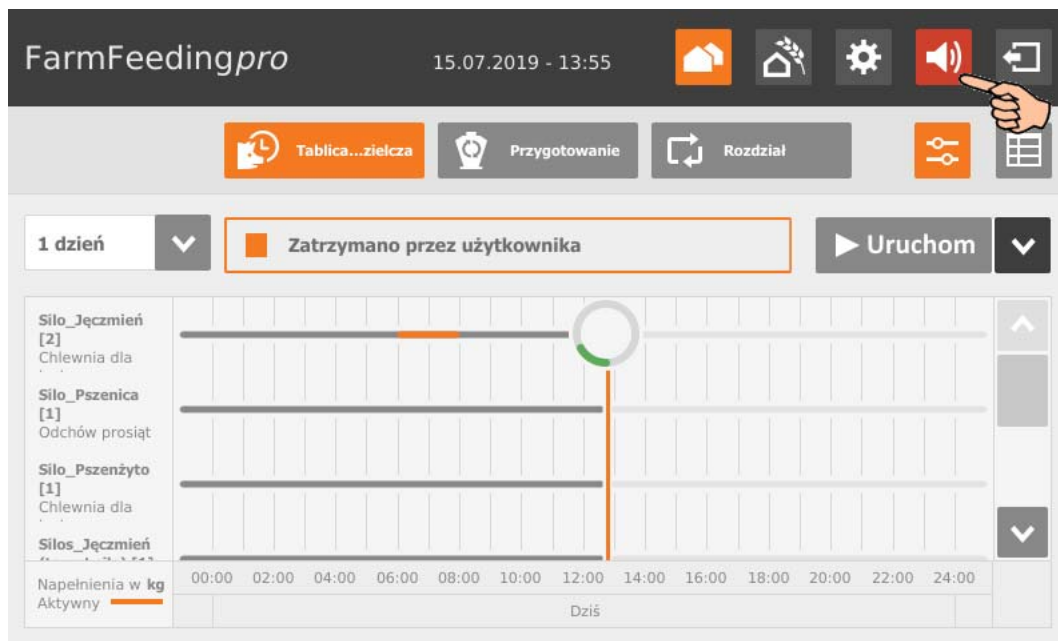 FarmFeedingpro
15.07.2019 - 13:55
Tablica...zielcza
Przygotowanie
Rozdział
1 dzień
Zatrzymano przez użytkownika
Uruchom
Silo_Jęczmień
[2]
Chlewnia dla
Silo_Pszenica
[1]
Odchów prosiąt
Silo_Pszenżyto
[1]
Chlewnia dla
Silos_Jęczmień
Napełnienia w kg
Aktywny
00:00 02:00 04:00 06:00 08:00 10:00 12:00 14:00 16:00 18:00 20:00 22:00 24:00
Dziś